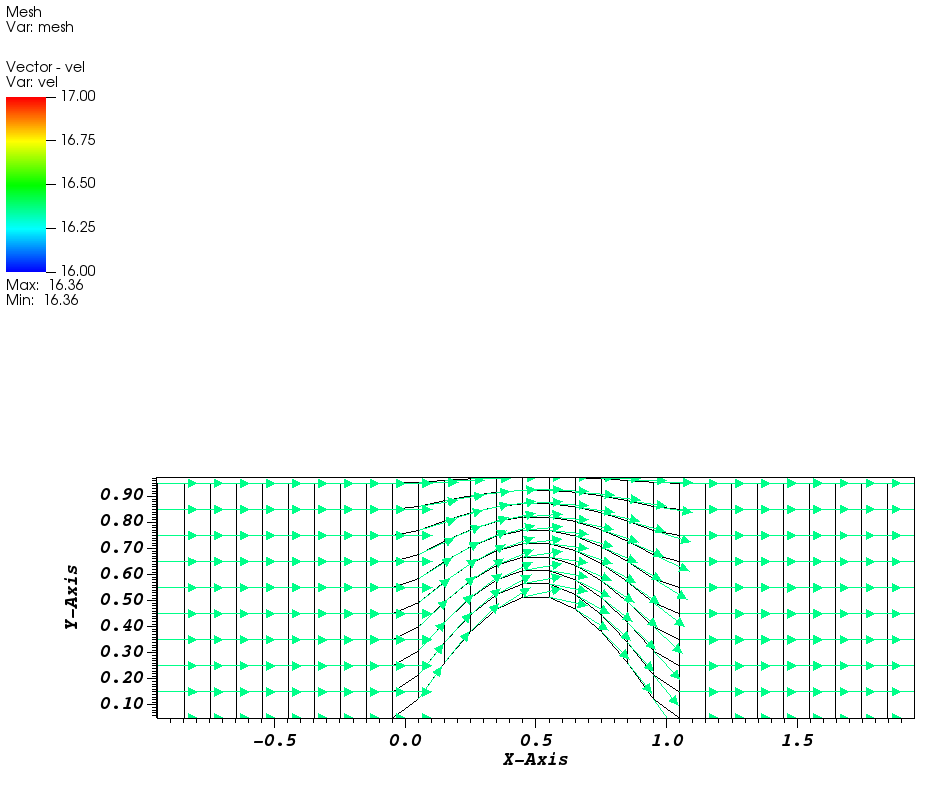 Mesh
Var: mesh
Vector - vel
Var: vel
17.00
16.75
16.50
16.25
16.00
Max: 16.36
Min: 16.36
0.90
0.80
0.70
0.60
0.50
0.40
0.30
0.20
0.10
Y-Axis
-0.5
0.0
0.5
1.0
1.5
X-Axis